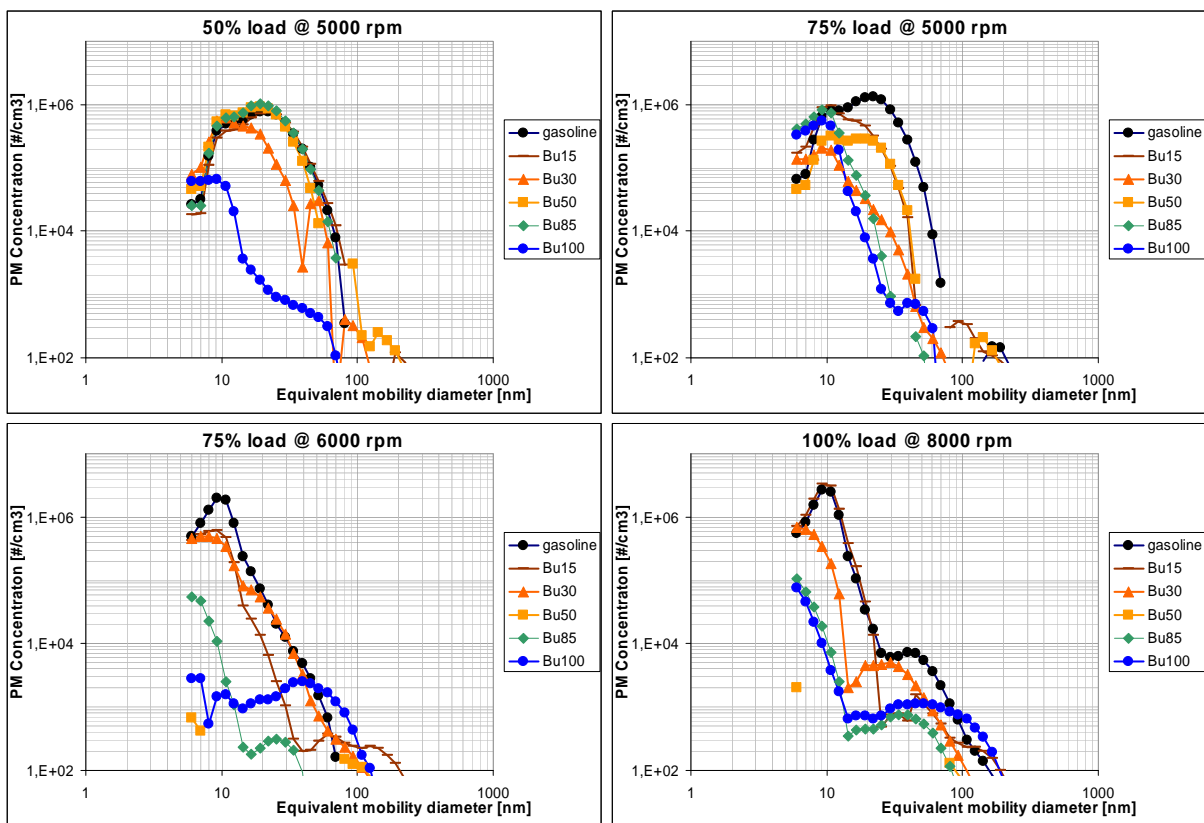 50% load @ 5000 rpm
PM Concentraton [#/cm3]
1,E+06
1,E+04
1,E+02
1
10
100
1000
Equivalent mobility diameter [nm]
gasoline
Bu15
Bu30
Bu50
Bu85
Bu100
75% load @ 5000 rpm
PM Concentraton [#/cm3]
1,E+06
1,E+04
1,E+02
1
10
100
1000
Equivalent mobility diameter [nm]
gasoline
Bu15
Bu30
Bu50
Bu85
Bu100
75% load @ 6000 rpm
PM Concentraton [#/cm3]
1,E+06
1,E+04
1,E+02
1
10
100
1000
Equivalent mobility diameter [nm]
gasoline
Bu15
Bu30
Bu50
Bu85
Bu100
100% load @ 8000 rpm
PM Concentraton [#/cm3]
1,E+06
1,E+04
1,E+02
1
10
100
1000
Equivalent mobility diameter [nm]
gasoline
Bu15
Bu30
Bu50
Bu85
Bu100